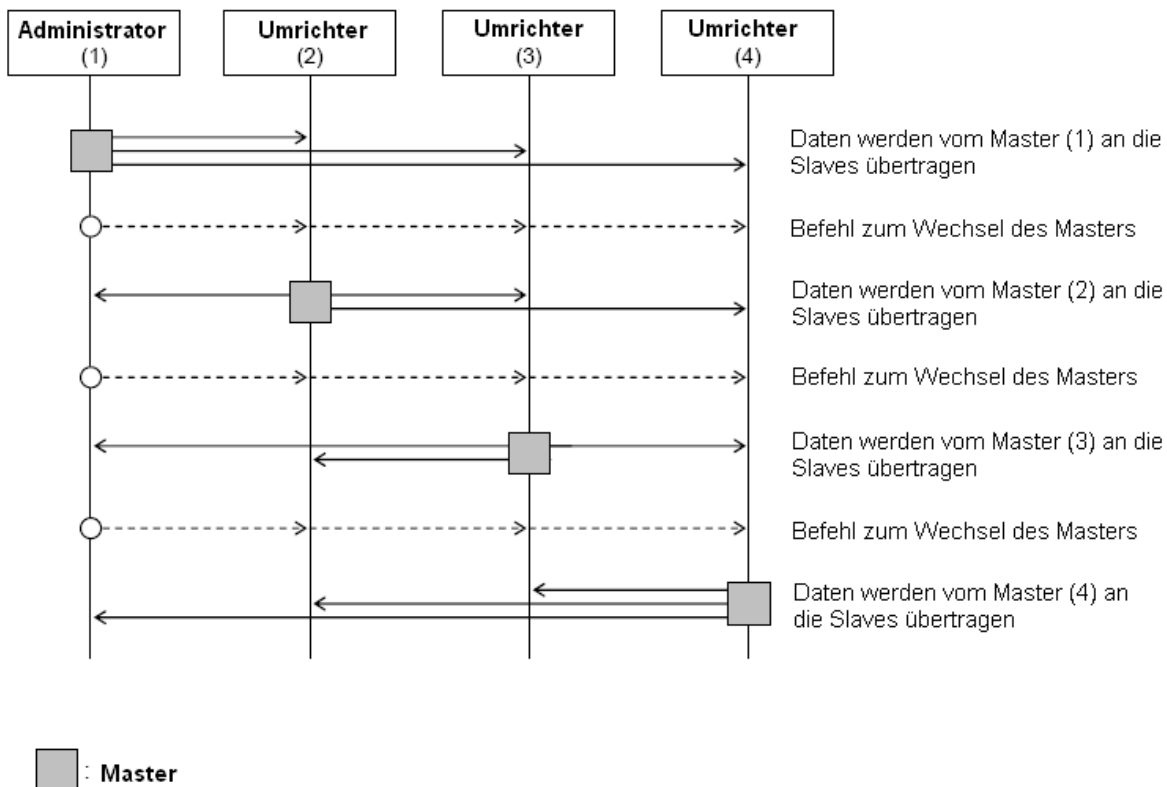 Administrator
(1)
Umrichter
(2)
Umrichter
(3)
Umrichter
(4)
Daten werden vom Master (1) an die
Slaves übertragen
Befehl zum Wechsel des Masters
Daten werden vom Master (2) an die
Slaves übertragen
Befehl zum Wechsel des Masters
Daten werden vom Master (3) an die
Slaves übertragen
Befehl zum Wechsel des Masters
Daten werden vom Master (4) an
die Slaves übertragen
: Master